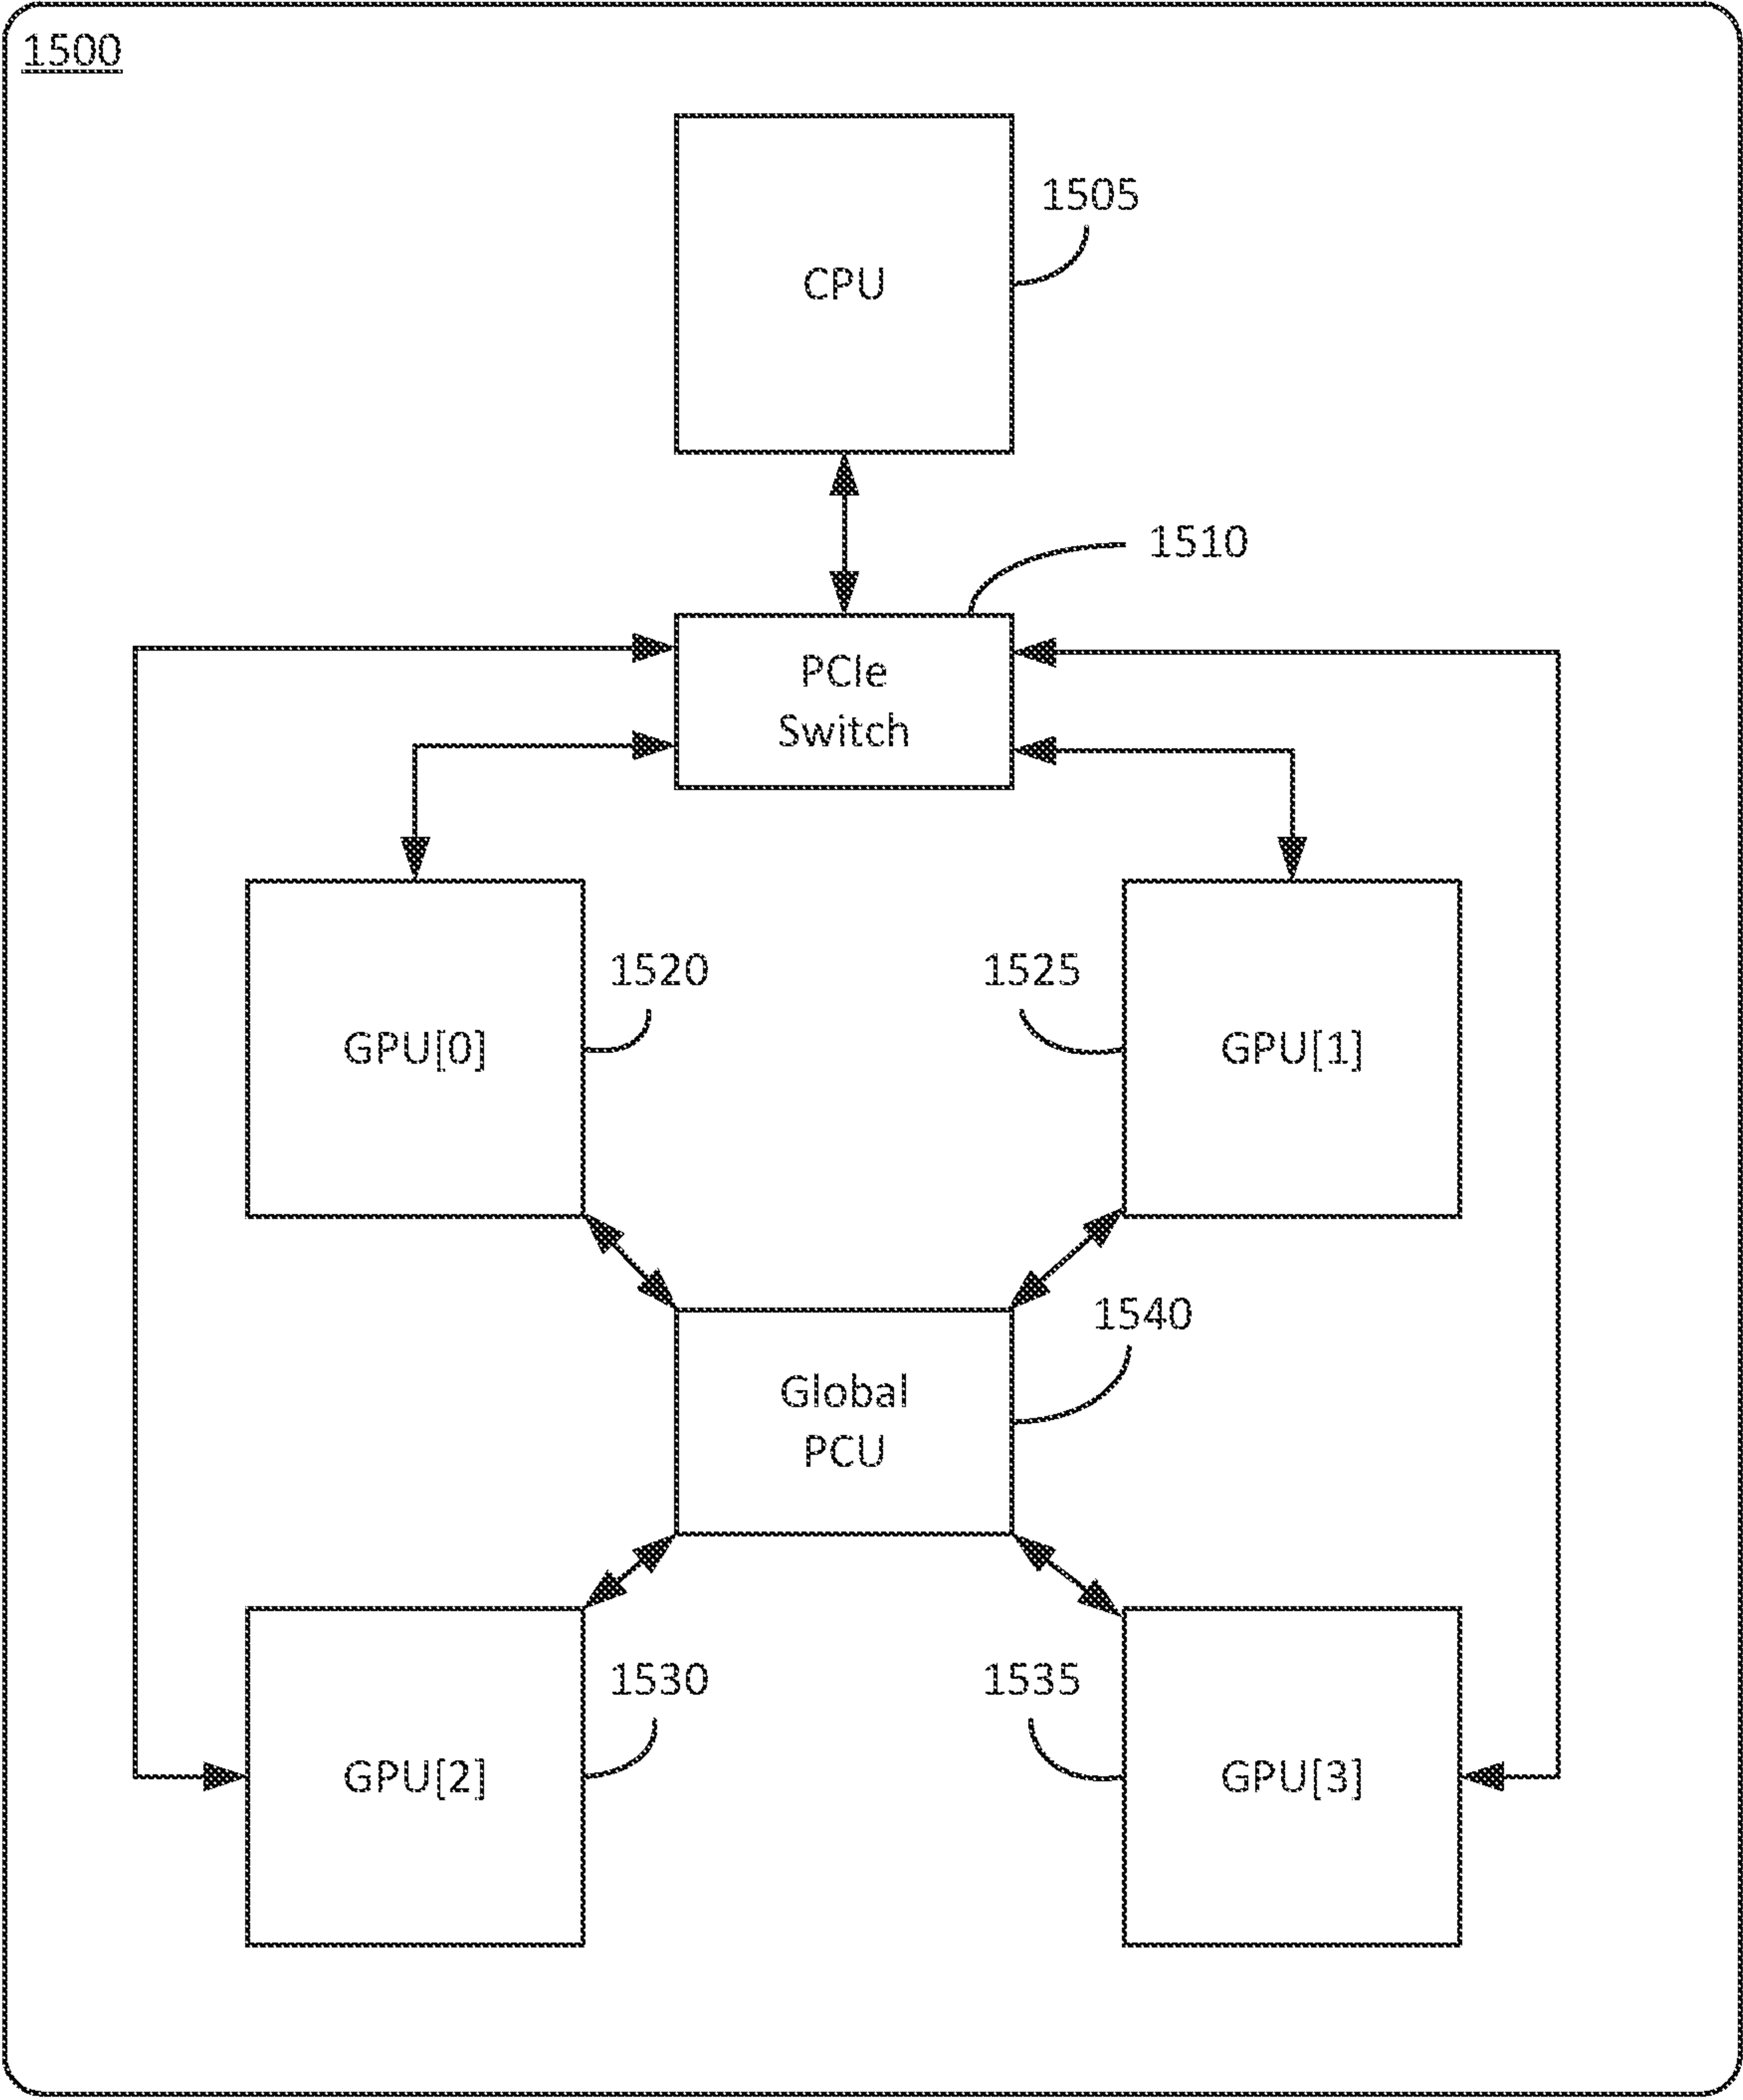 1500
1505
CPU
1510
PCIe
Switch
1520
1525
GPU[0]
GPU[1]
1540
Global
PCU
1530
1535
GPU[2]
GPU[3]